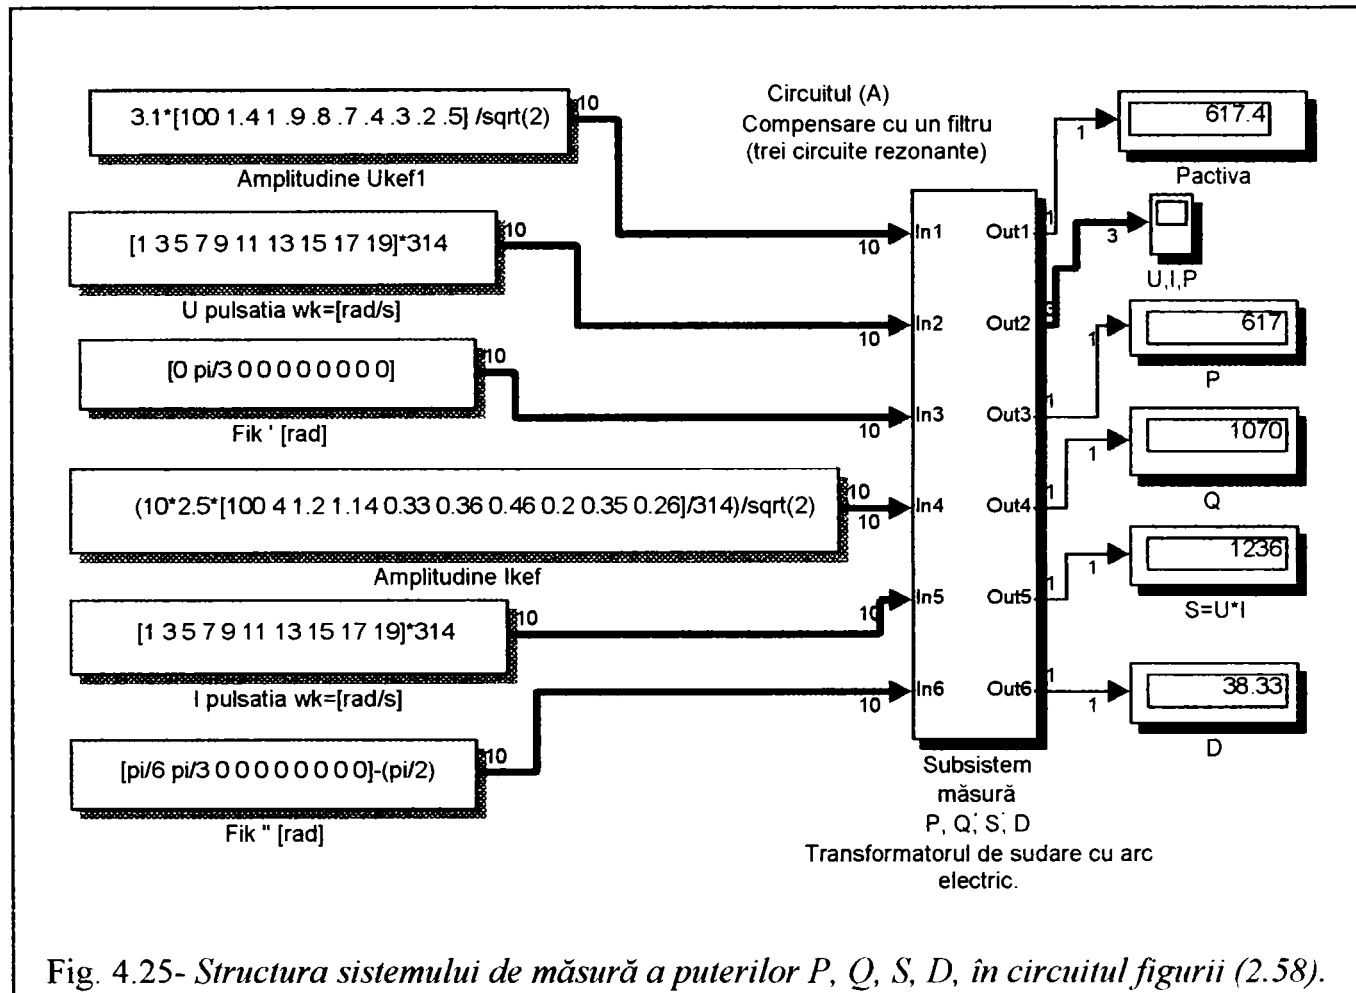 Circuitul (A)
Compensare cu un filtru
(trei circuite rezonante)
3.1*[100 1.4 1 .9 .8 .7 .4 .3 .2 .5] /sqrt(2)
10
Amplitudine Ukef1
[1 3 5 7 9 11 13 15 17 19]*314
10
U pulsatia wk=[rad/s]
[0 pi/3 0 0 0 0 0 0 0 0]
10
Fik ' [rad]
(10*2.5*[100 4 1.2 1.14 0.33 0.36 0.46 0.2 0.35 0.26]/314)/sqrt(2)
10
Amplitudine Ikef
[1 3 5 7 9 11 13 15 17 19]*314
10
I pulsatia wk=[rad/s]
[pi/6 pi/3 0 0 0 0 0 0 0 0]-(pi/2)
10
Fik " [rad]
10
In1
10
In2
10
In3
10
In4
10
In5
10
In6
Out1
1
Out2
3
Out3
1
Out4
1
Out5
1
Out6
1
Subsistem
măsură
P, Q, S, D
Transformatorul de sudare cu arc
electric.
1
617.4
Pactiva
3
U,I,P
1
617
P
1
1070
Q
1
1236
S=U*I
1
38.33
D
Fig. 4.25- Structura sistemului de măsură a puterilor P, Q, S, D, în circuitul figurii (2.58).